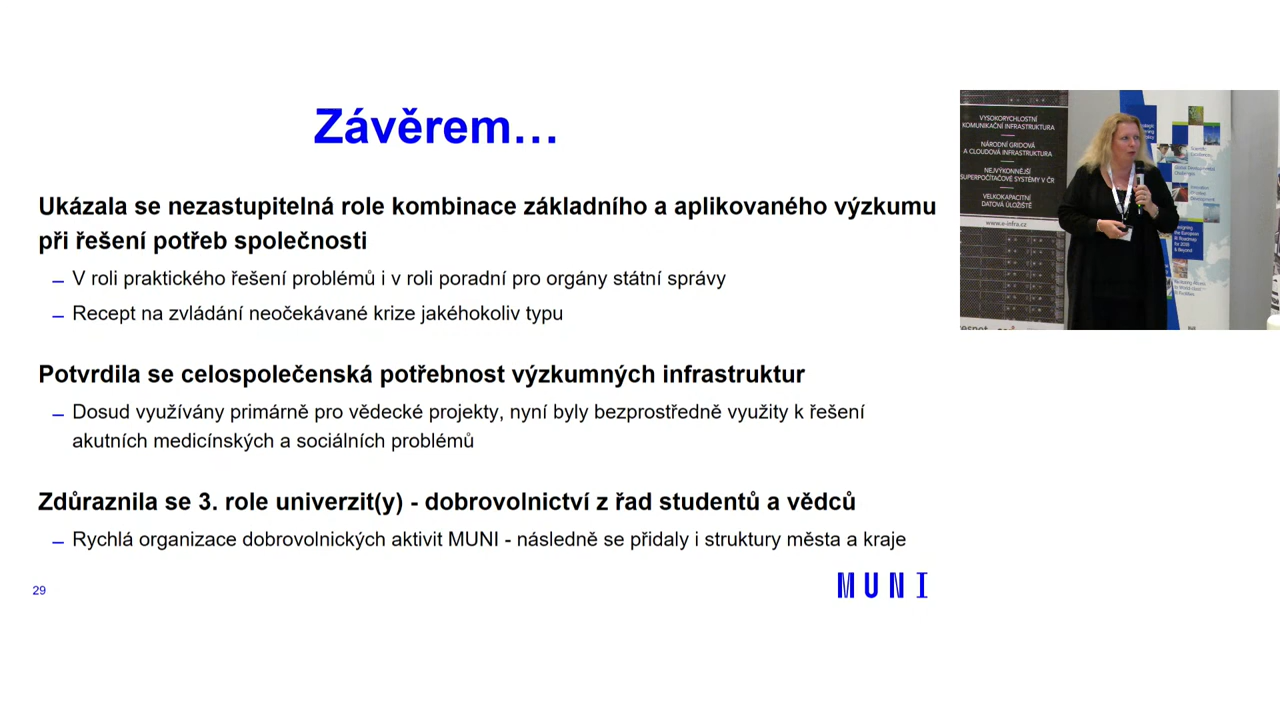 Závěrem…
Ukázala se nezastupitelná role kombinace základního a aplikovaného výzkumu
při řešení potřeb společnosti
– V roli praktického řešení problémů i v roli poradní pro orgány státní správy
– Recept na zvládání neočekávané krize jakéhokoliv typu
Potvrdila se celospolečenská potřebnost výzkumných infrastruktur
– Dosud využívány primárně pro vědecké projekty, nyní byly bezprostředně využity k řešení
akutních medicínských a sociálních problémů
Zdůraznila se 3. role univerzit(y) - dobrovolnictví z řad studentů a vědců
– Rychlá organizace dobrovolnických aktivit MUNI - následně se přidaly i struktury města a kraje
29
MUNI
VYSOKORYCHLOSTNÍ
KOMUNIKAČNÍ INFRASTRUKTURA
NÁRODNÍ GRIDOVÁ
A CLOUDOVÁ INFRASTRUKTURA
NEJVÝKONNĚJŠÍ
SUPERPOČÍTAČOVÉ SYSTÉMY V ČR
VELKOKAPACITNÍ
DATOVÁ ÚLOŽIŠTĚ
www.e-infra.cz